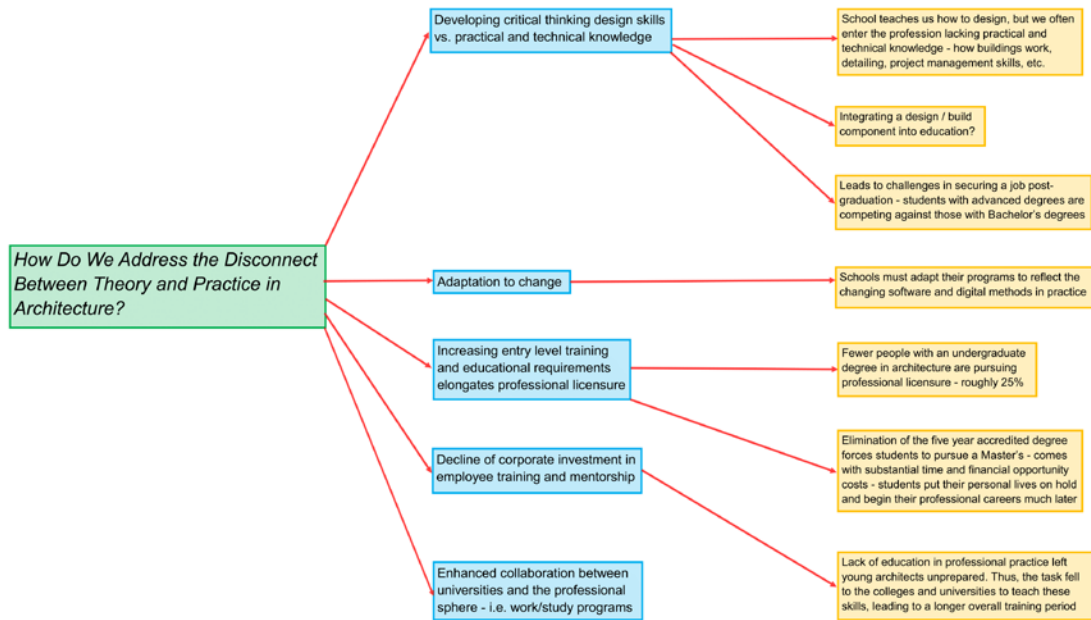 How Do We Address the Disconnect
Between Theory and Practice in
Architecture?
Developing critical thinking design skills
vs. practical and technical knowledge
School teaches us how to design, but we often
enter the profession lacking practical and
technical knowledge - how buildings work,
detailing, project management skills, etc.
Integrating a design / build
component into education?
Leads to challenges in securing a job post-
graduation - students with advanced degrees are
competing against those with Bachelor's degrees
Adaptation to change
Schools must adapt their programs to reflect the
changing software and digital methods in practice
Increasing entry level training
and educational requirements
elongates professional licensure
Fewer people with an undergraduate
degree in architecture are pursuing
professional licensure - roughly 25%
Elimination of the five year accredited degree
forces students to pursue a Master's - comes
with substantial time and financial opportunity
costs - students put their personal lives on hold
and begin their professional careers much later
Decline of corporate investment in
employee training and mentorship
Lack of education in professional practice left
young architects unprepared. Thus, the task fell
to the colleges and universities to teach these
skills, leading to a longer overall training period
Enhanced collaboration between
universities and the professional
sphere - i.e. work/study programs